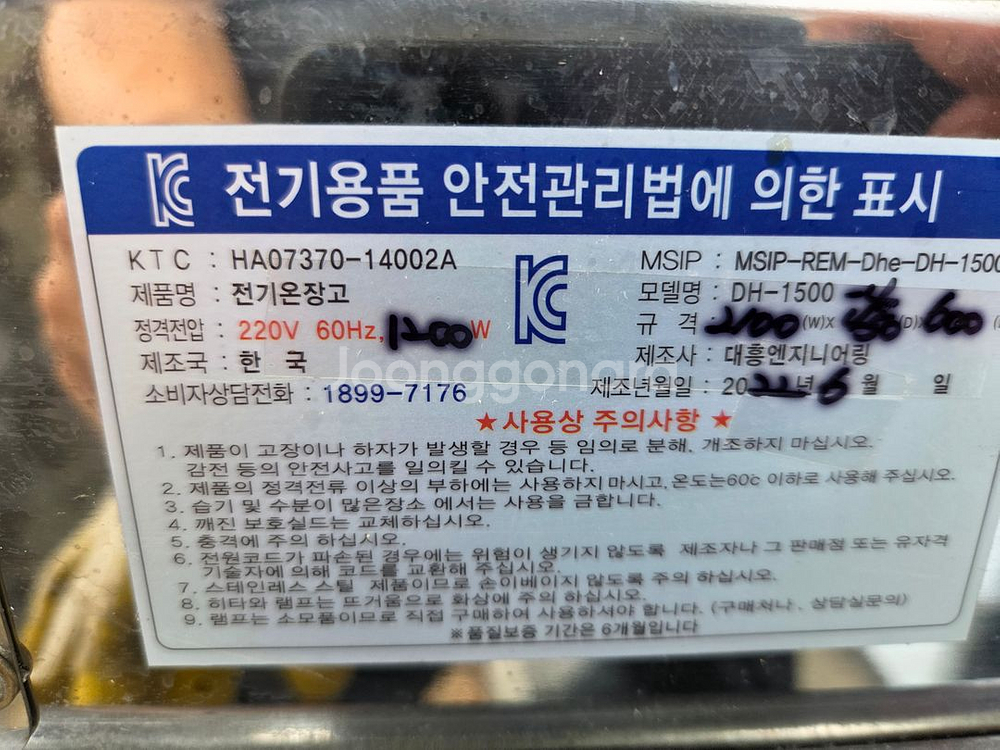 KC 전기용품 안전관리법에 의한 표시
KTC : HA07370-14002A
MSIP : MSIP-REM-Dhe-DH-1500
제품명 : 전기온장고
모델명 : DH-1500
정격전압 : 220V 60Hz, 1200W
규 격 : 2100(W)X (D)X 600
제조국 : 한 국
제조사 : 대흥엔지니어링
소비자상담전화 : 1899-7176
제조년월일 : 2022년 6월 일
Joonggonara
★사용상 주의사항 ★
1. 제품이 고장이나 하자가 발생할 경우 등 임의로 분해, 개조하지 마십시오.
감전 등의 안전사고를 일의킬 수 있습니다.
2. 제품의 정격전류 이상의 부하에는 사용하지마시고, 온도는60c 이하로 사용해 주십시오.
3. 습기 및 수분이 많은장소 에서는 사용을 금합니다.
4. 깨진 보호실드는 교체하십시오.
5. 충격에 주의 하십시오.
6. 전원코드가 파손된 경우에는 위험이 생기지 않도록 제조자나 그 판매점 또는 유자격
기술자에 의해 코드를 교환해 주십시오.
7. 스테인레스 스틸 제품이므로 손이베이지 않도록 주의 하십시오.
8. 히타와 램프는 뜨거움으로 화상에 주의 하십시오.
9. 램프는 소모품이므로 직접 구매하여 사용하셔야 합니다. (구매처나, 상담실문의)
※품질보증 기간은 6개월입니다